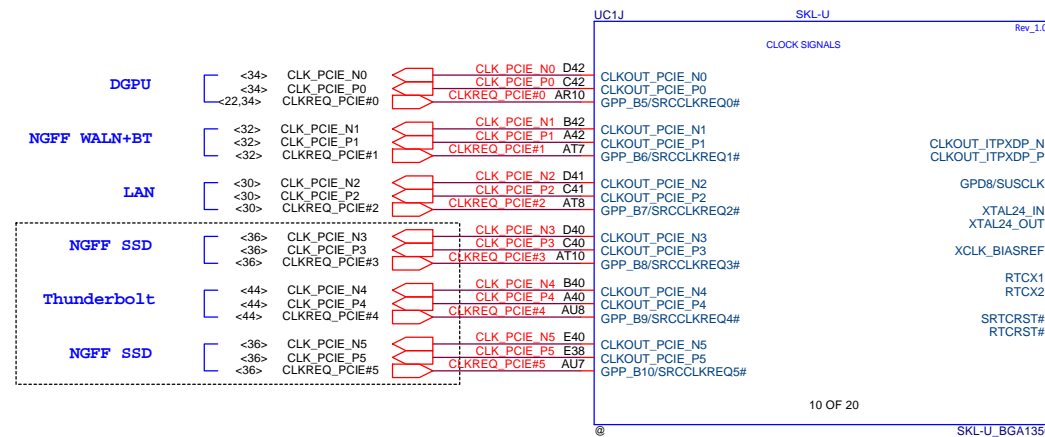 UC1J SKL-U
Rev_1.0
CLOCK SIGNALS
DGPU
<34> CLK_PCIE_N0 CLK_PCIE_N0 D42 CLKOUT_PCIE_N0
<34> CLK_PCIE_P0 CLK_PCIE_P0 C42 CLKOUT_PCIE_P0
<22,34> CLKREQ_PCIE#0 CLKREQ_PCIE#0 AR10 GPP_B5/SRCCLKREQ0#
NGFF WALN+BT
<32> CLK_PCIE_N1 CLK_PCIE_N1 B42 CLKOUT_PCIE_N1
<32> CLK_PCIE_P1 CLK_PCIE_P1 A42 CLKOUT_PCIE_P1
<32> CLKREQ_PCIE#1 CLKREQ_PCIE#1 AT7 GPP_B6/SRCCLKREQ1#
LAN
<30> CLK_PCIE_N2 CLK_PCIE_N2 D41 CLKOUT_PCIE_N2
<30> CLK_PCIE_P2 CLK_PCIE_P2 C41 CLKOUT_PCIE_P2
<30> CLKREQ_PCIE#2 CLKREQ_PCIE#2 AT8 GPP_B7/SRCCLKREQ2#
NGFF SSD
<36> CLK_PCIE_N3 CLK_PCIE_N3 D40 CLKOUT_PCIE_N3
<36> CLK_PCIE_P3 CLK_PCIE_P3 C40 CLKOUT_PCIE_P3
<36> CLKREQ_PCIE#3 CLKREQ_PCIE#3 AT10 GPP_B8/SRCCLKREQ3#
Thunderbolt
<44> CLK_PCIE_N4 CLK_PCIE_N4 B40 CLKOUT_PCIE_N4
<44> CLK_PCIE_P4 CLK_PCIE_P4 A40 CLKOUT_PCIE_P4
<44> CLKREQ_PCIE#4 CLKREQ_PCIE#4 AU8 GPP_B9/SRCCLKREQ4#
NGFF SSD
<36> CLK_PCIE_N5 CLK_PCIE_N5 E40 CLKOUT_PCIE_N5
<36> CLK_PCIE_P5 CLK_PCIE_P5 E38 CLKOUT_PCIE_P5
<36> CLKREQ_PCIE#5 CLKREQ_PCIE#5 AU7 GPP_B10/SRCCLKREQ5#
CLKOUT_ITPXDP_N
CLKOUT_ITPXDP_P
GPD8/SUSCLK
XTAL24_IN
XTAL24_OUT
XCLK_BIASREF
RTCX1
RTCX2
SRTCRST#
RTCRST#
10 OF 20
@ SKL-U_BGA135